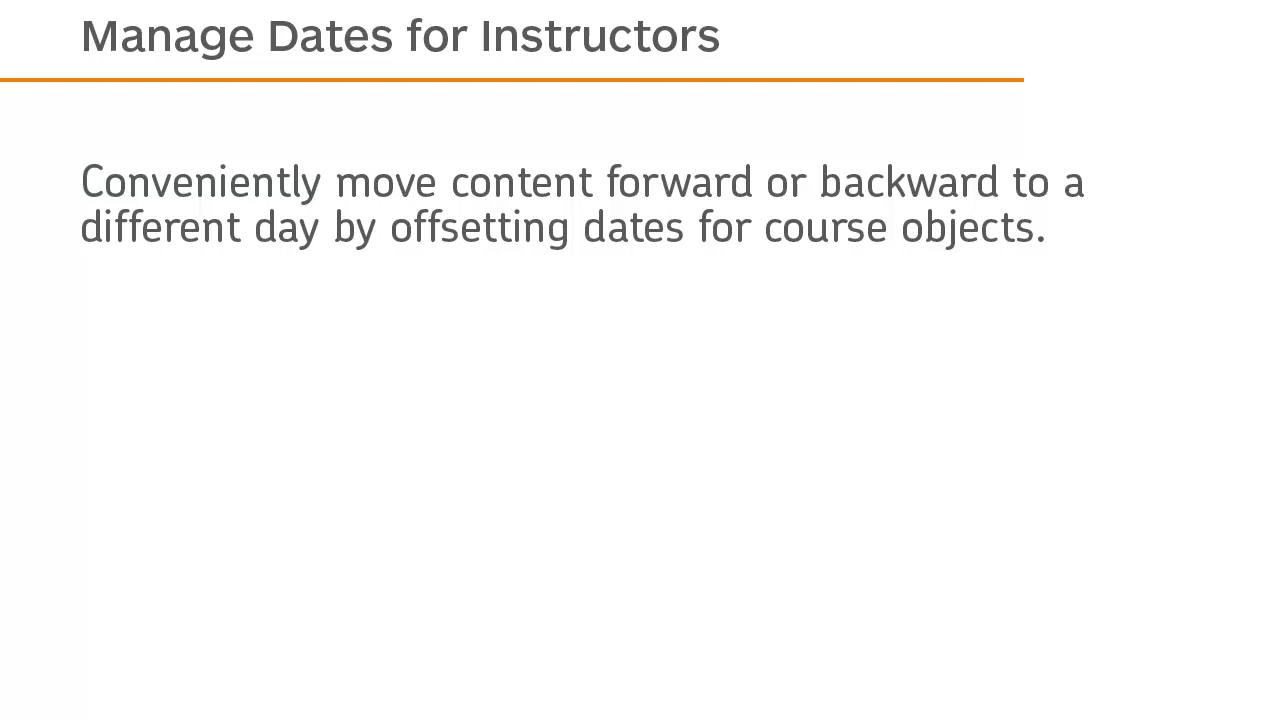 Manage Dates for Instructors
Conveniently move content forward or backward to a
different day by offsetting dates for course objects.